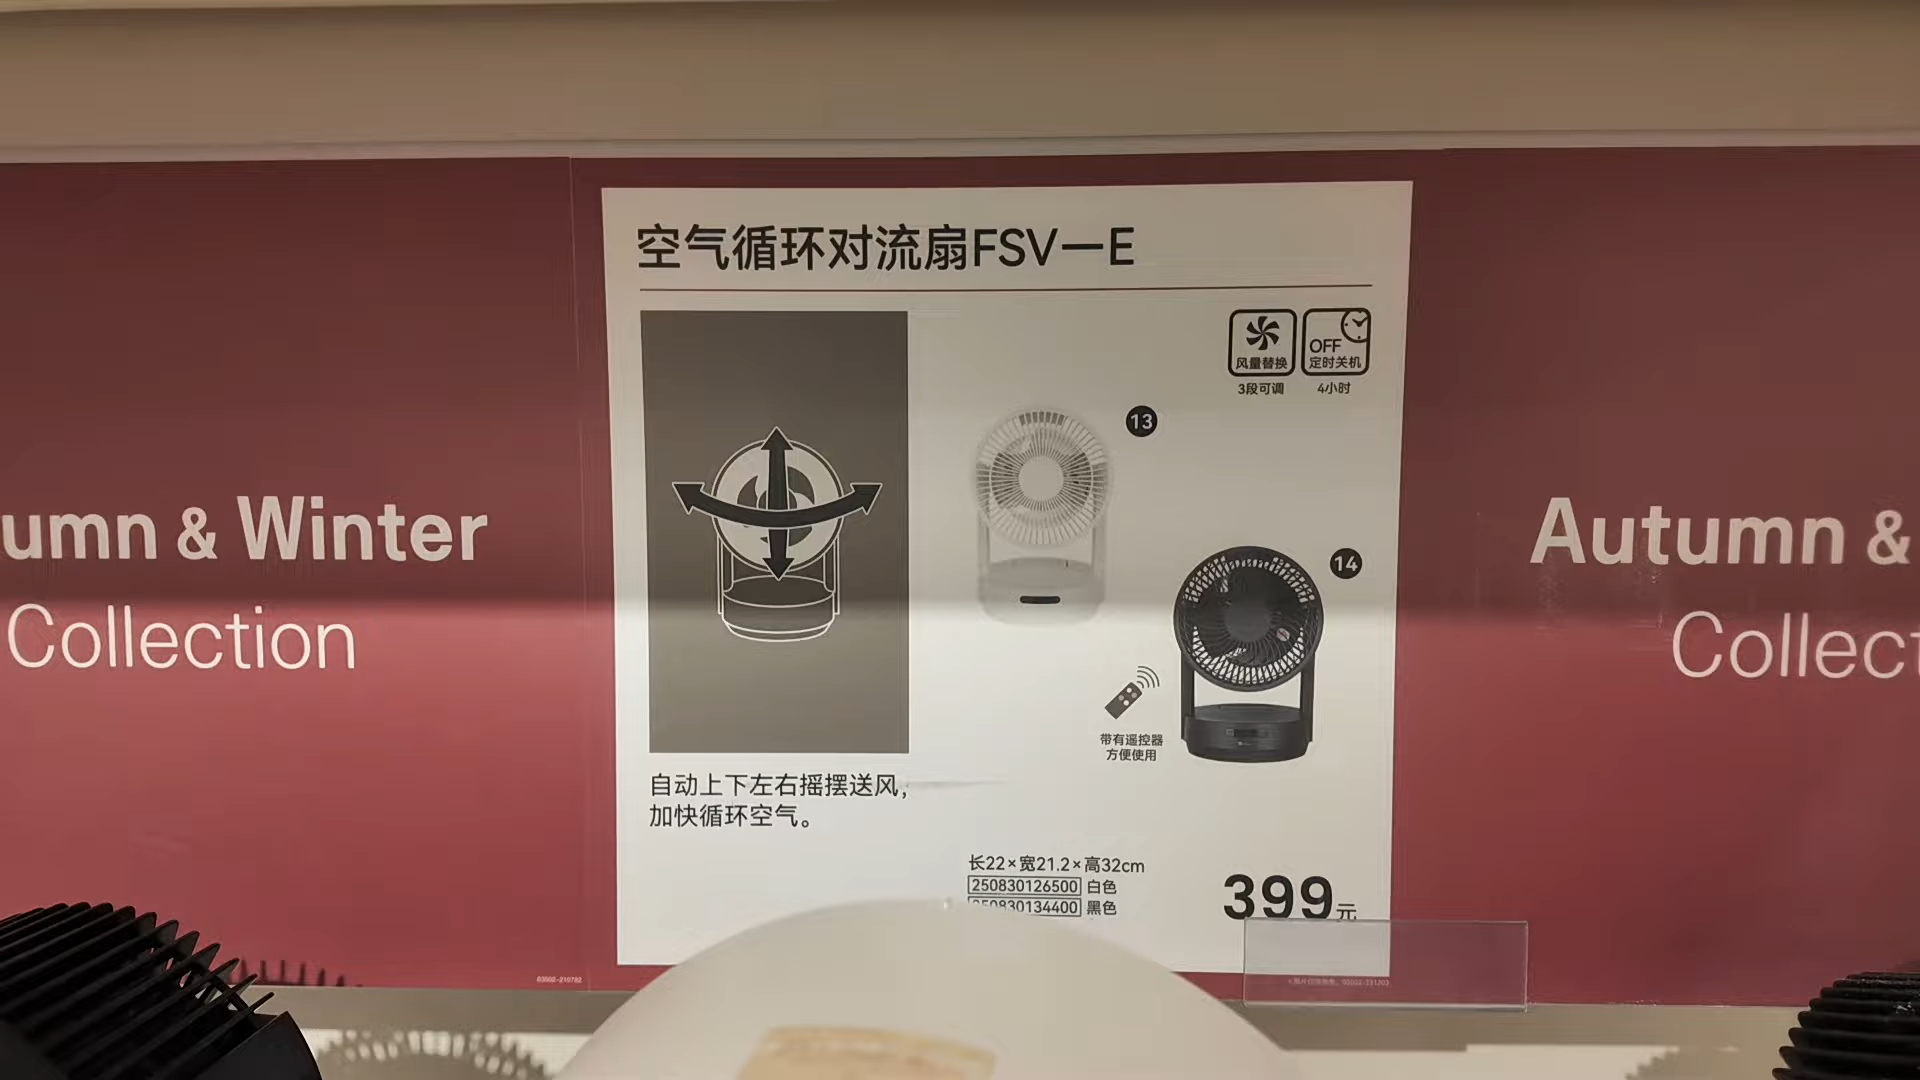 空气循环对流扇FSV一E
风量替换
3段可调
OFF
定时关机
4小时
13
14
带有遥控器
方便使用
自动上下左右摇摆送风，
加快循环空气。
长22×宽21.2×高32cm
250830126500 白色
250830134400 黑色
399元
umn & Winter
Collection
Autumn &
Collect